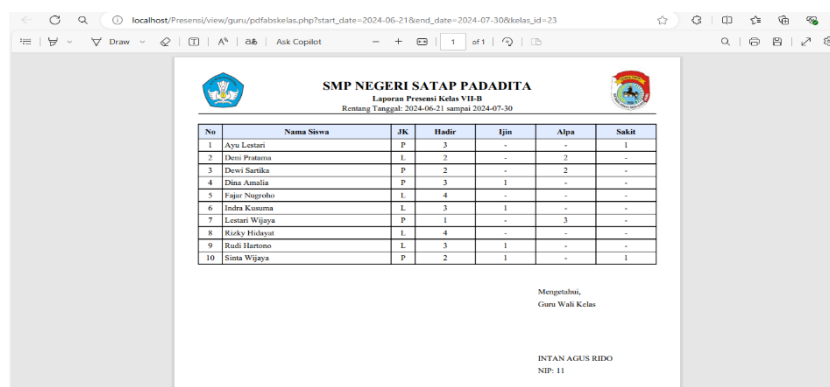 localhost/Presensi/view/guru/pdfabskelas.php?start_date=2024-06-21&end_date=2024-07-30&kelas_id=23
Draw
Ask Copilot
1 of 1
SMP NEGERI SATAP PADADITA
Laporan Presensi Kelas VII-B
Rentang Tanggal: 2024-06-21 sampai 2024-07-30
No Nama Siswa JK Hadir Ijin Alpa Sakit
1 Ayu Lestari P 3 - - 1
2 Deni Pratama L 2 - 2 -
3 Dewi Sartika P 2 - 2 -
4 Dina Amalia P 3 1 - -
5 Fajar Nugroho L 4 - - -
6 Indra Kusuma L 3 1 - -
7 Lestari Wijaya P 1 - 3 -
8 Rizky Hidayat L 4 - - -
9 Rudi Hartono L 3 1 - -
10 Sinta Wijaya P 2 1 - 1
Mengetahui,
Guru Wali Kelas
INTAN AGUS RIDO
NIP: 11